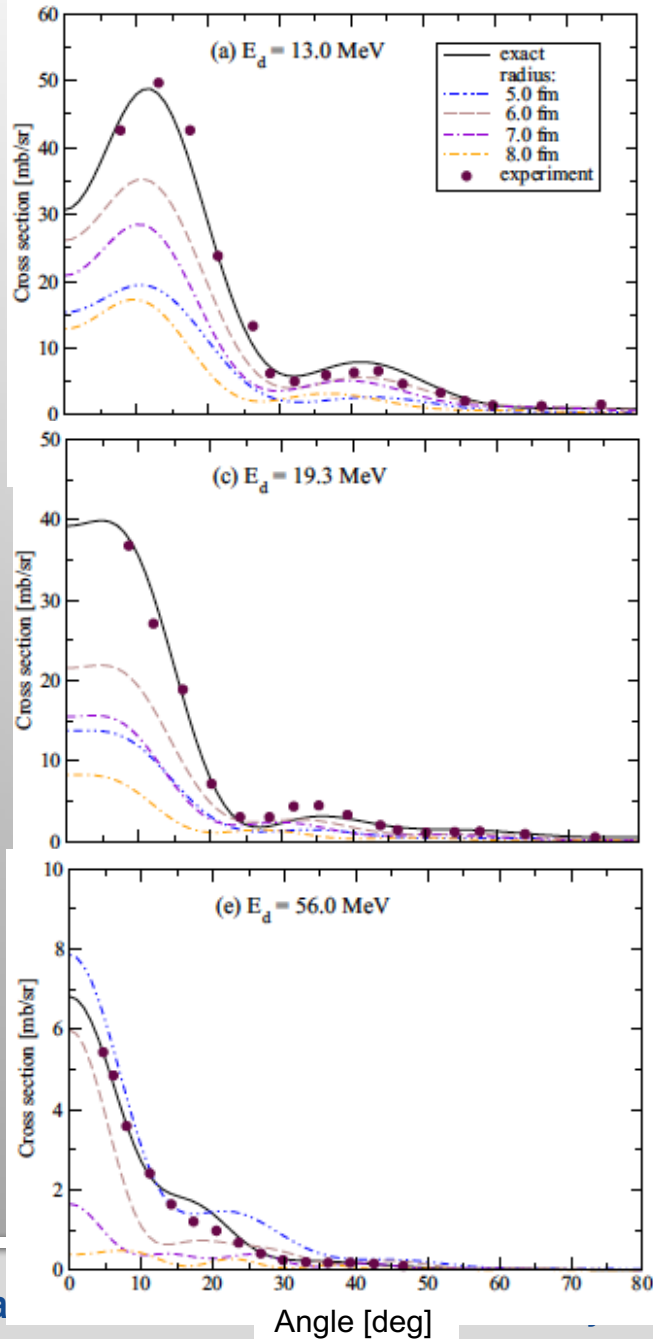 60
50
40
30
20
10
0
Cross section [mb/sr]
(a) E_d = 13.0 MeV
exact
radius:
5.0 fm
6.0 fm
7.0 fm
8.0 fm
experiment
50
40
30
20
10
0
Cross section [mb/sr]
(c) E_d = 19.3 MeV
10
8
6
4
2
0
Cross section [mb/sr]
(e) E_d = 56.0 MeV
0 10 20 30 40 50 60 70 80
Angle [deg]